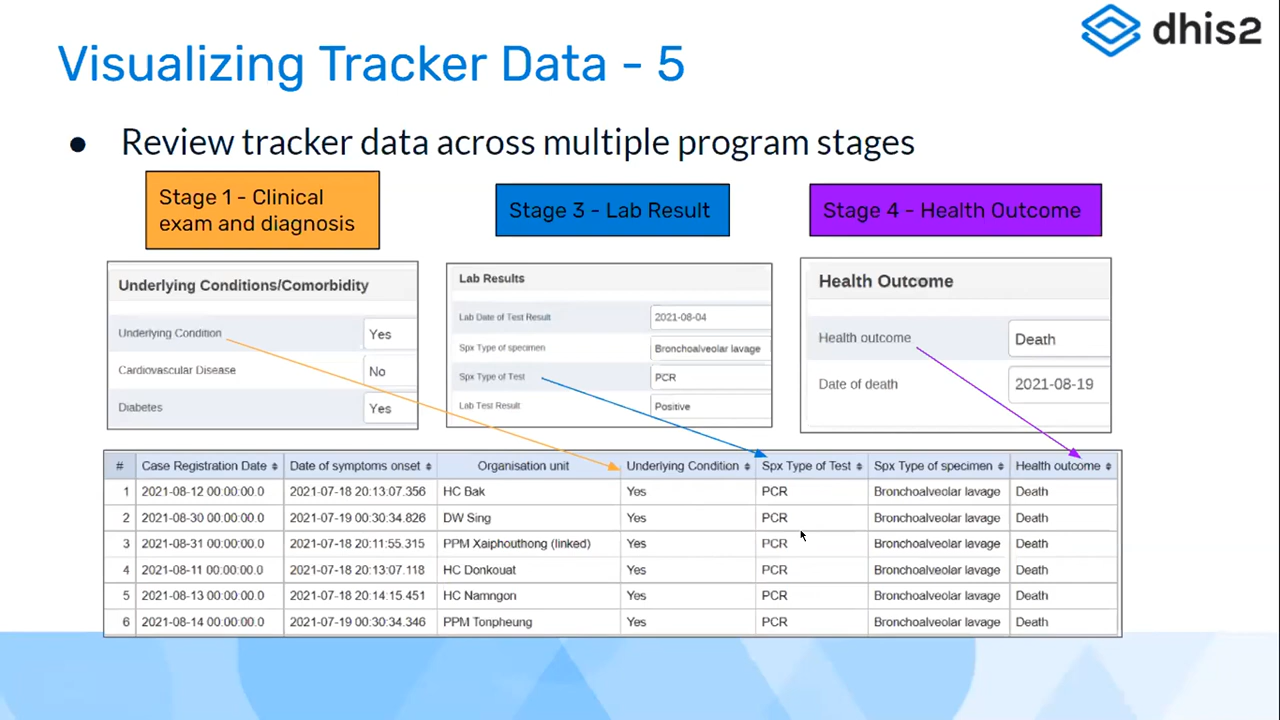 dhis2
Visualizing Tracker Data - 5
● Review tracker data across multiple program stages
Stage 1 - Clinical
exam and diagnosis
Stage 3 - Lab Result
Stage 4 - Health Outcome
Underlying Conditions/Comorbidity
Underlying Condition Yes
Cardiovascular Disease No
Diabetes Yes
Lab Results
Lab Date of Test Result 2021-08-04
Spx Type of specimen Bronchoalveolar lavage
Spx Type of Test PCR
Lab Test Result Positive
Health Outcome
Health outcome Death
Date of death 2021-08-19
# Case Registration Date Date of symptoms onset Organisation unit Underlying Condition Spx Type of Test Spx Type of specimen Health outcome
1 2021-08-12 00:00:00.0 2021-07-18 20:13:07.356 HC Bak Yes PCR Bronchoalveolar lavage Death
2 2021-08-30 00:00:00.0 2021-07-19 00:30:34.826 DW Sing Yes PCR Bronchoalveolar lavage Death
3 2021-08-31 00:00:00.0 2021-07-18 20:11:55.315 PPM Xaiphouthong (linked) Yes PCR Bronchoalveolar lavage Death
4 2021-08-11 00:00:00.0 2021-07-18 20:13:07.118 HC Donkouat Yes PCR Bronchoalveolar lavage Death
5 2021-08-13 00:00:00.0 2021-07-18 20:14:15.451 HC Namngon Yes PCR Bronchoalveolar lavage Death
6 2021-08-14 00:00:00.0 2021-07-19 00:30:34.346 PPM Tonpheung Yes PCR Bronchoalveolar lavage Death